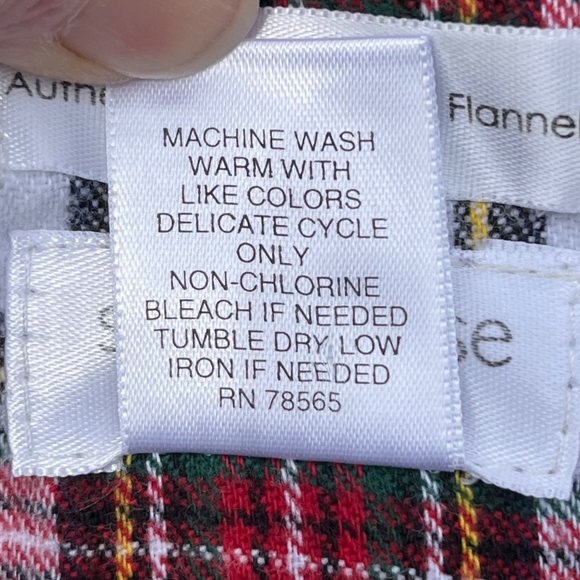 Flannel
MACHINE WASH
WARM WITH
LIKE COLORS
DELICATE CYCLE
ONLY
NON-CHLORINE
BLEACH IF NEEDED
TUMBLE DRY LOW
IRON IF NEEDED
RN 78565